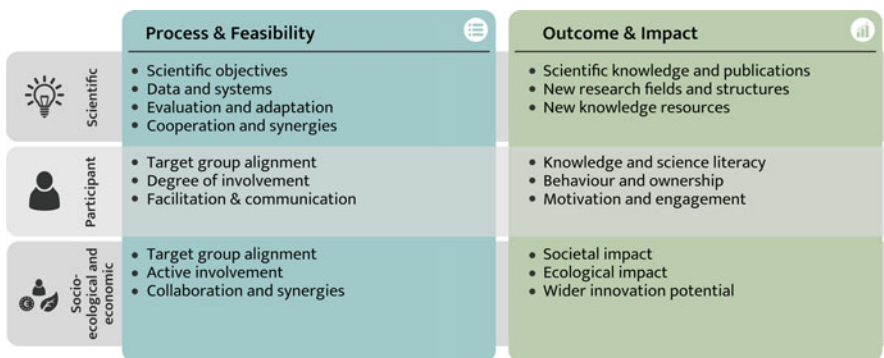 Process & Feasibility
Outcome & Impact
Scientific
• Scientific objectives
• Data and systems
• Evaluation and adaptation
• Cooperation and synergies
• Scientific knowledge and publications
• New research fields and structures
• New knowledge resources
Participant
• Target group alignment
• Degree of involvement
• Facilitation & communication
• Knowledge and science literacy
• Behaviour and ownership
• Motivation and engagement
Socio-
ecological and
economic
• Target group alignment
• Active involvement
• Collaboration and synergies
• Societal impact
• Ecological impact
• Wider innovation potential